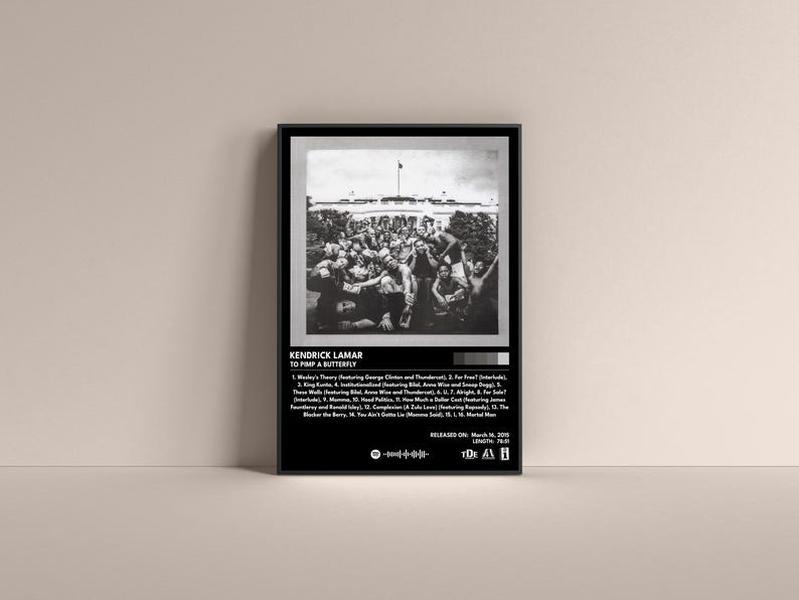 KENDRICK LAMAR
TO PIMP A BUTTERFLY
1. Wesley's Theory (featuring George Clinton and Thundercat), 2. For Free? (Interlude),
3. King Kunta, 4. Institutionalized (featuring Bilal, Anna Wise and Snoop Dogg), 5.
These Walls (featuring Bilal, Anna Wise and Thundercat), 6. U, 7. Alright, 8. For Sale?
(Interlude), 9. Momma, 10. Hood Politics, 11. How Much a Dollar Cost (featuring James
Fauntleroy and Ronald Isley), 12. Complexion (A Zulu Love) (featuring Rapsody), 13. The
Blacker the Berry, 14. You Ain't Gotta Lie (Momma Said), 15. i, 16. Mortal Man
RELEASED ON: March 16, 2015
LENGTH: 78:51
TDE